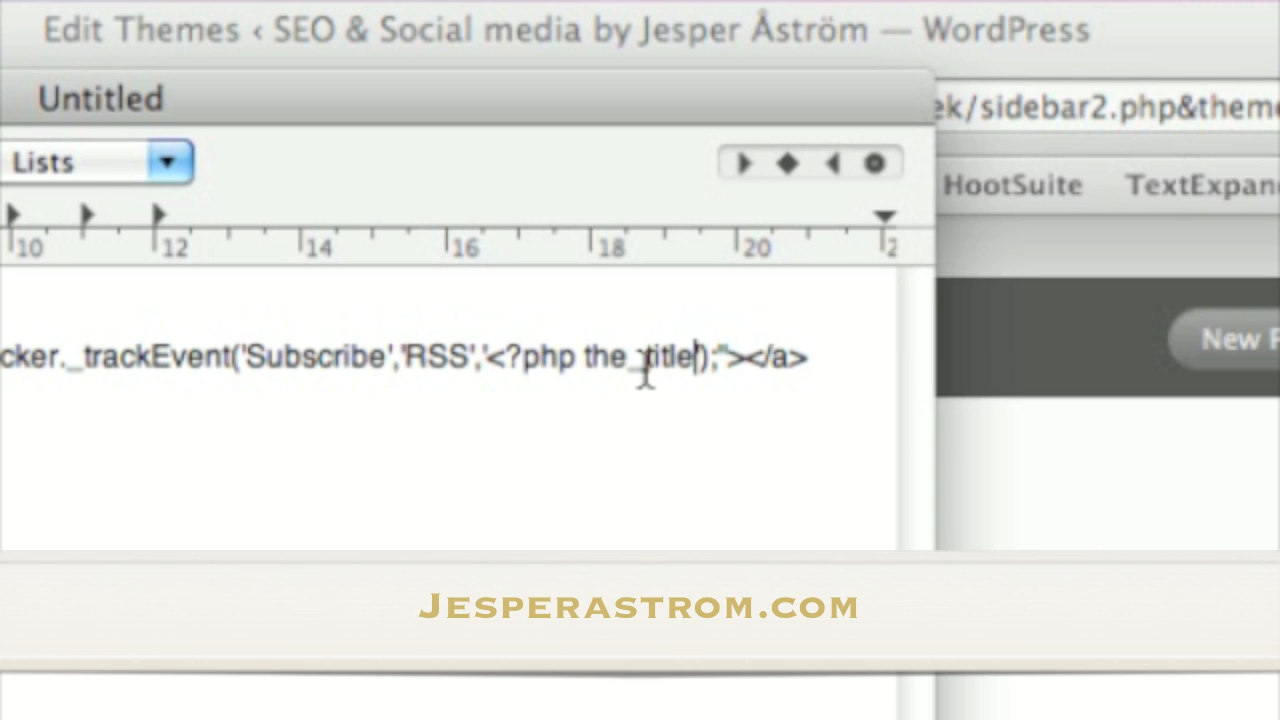 Edit Themes ‹ SEO & Social media by Jesper Åström — WordPress
Untitled
ek/sidebar2.php&theme
Lists
HootSuite TextExpan
10 12 14 16 18 20 2
New P
cker._trackEvent('Subscribe','RSS','<?php the_title');"></a>
Jesperastrom.com